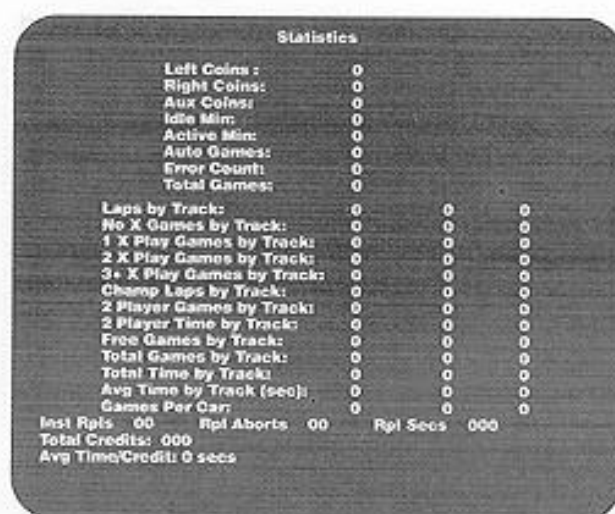 Statistics
Left Coins : 0
Right Coins: 0
Aux Coins: 0
Idle Min: 0
Active Min: 0
Auto Games: 0
Error Count: 0
Total Games: 0
Laps by Track: 0 0 0
No X Games by Track: 0 0 0
1 X Play Games by Track: 0 0 0
2 X Play Games by Track: 0 0 0
3+ X Play Games by Track: 0 0 0
Champ Laps by Track: 0 0 0
2 Player Games by Track: 0 0 0
2 Player Time by Track: 0 0 0
Free Games by Track: 0 0 0
Total Games by Track: 0 0 0
Total Time by Track: 0 0 0
Avg Time by Track (sec): 0 0 0
Games Per Car: 0 0 0
Inst Rpls 00 Rpl Aborts 00 Rpl Secs 000
Total Credits: 000
Avg Time/Credit: 0 secs